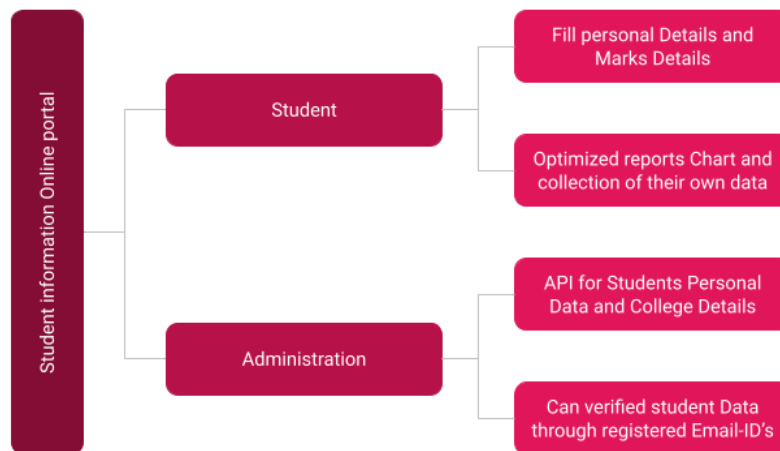 Student information Online portal
Student
Fill personal Details and
Marks Details
Optimized reports Chart and
collection of their own data
Administration
API for Students Personal
Data and College Details
Can verified student Data
through registered Email-ID's